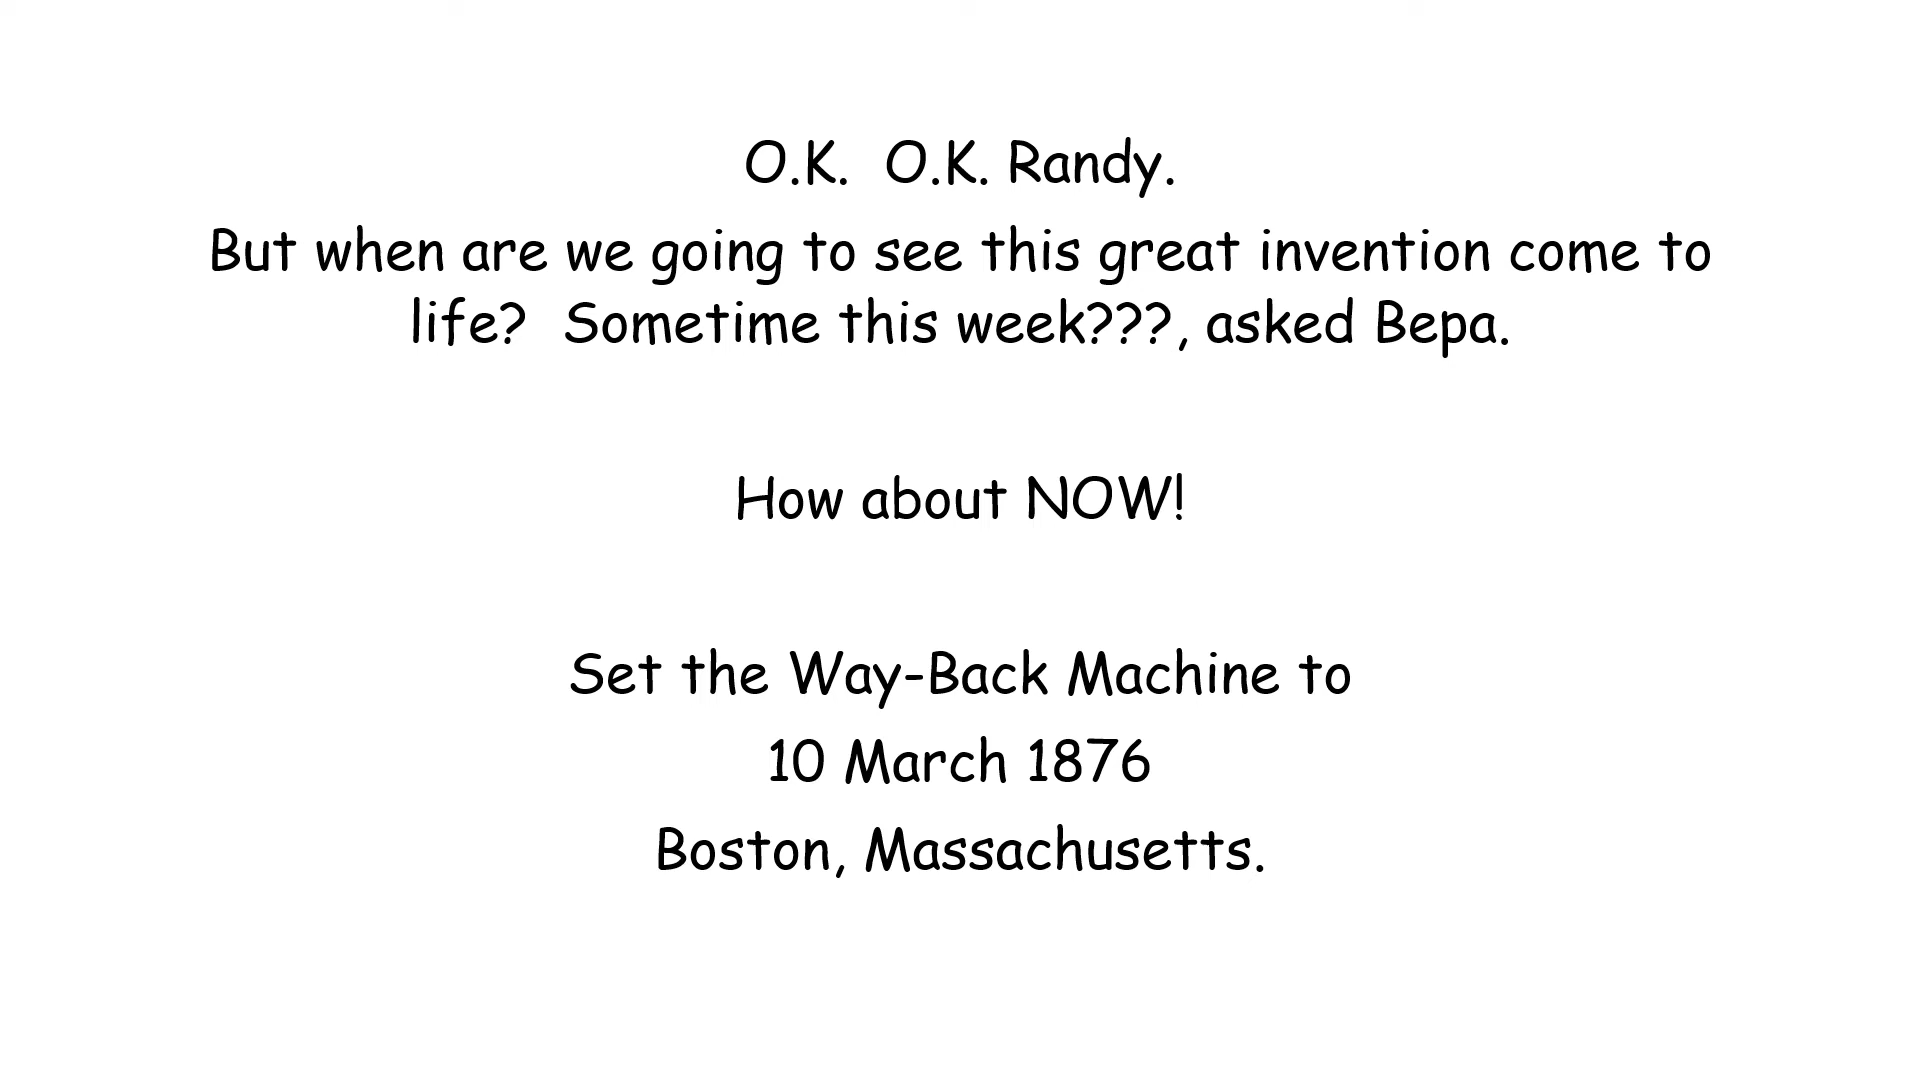 O.K.  O.K. Randy.
But when are we going to see this great invention come to
life?  Sometime this week???, asked Bepa.
How about NOW!
Set the Way-Back Machine to
10 March 1876
Boston, Massachusetts.